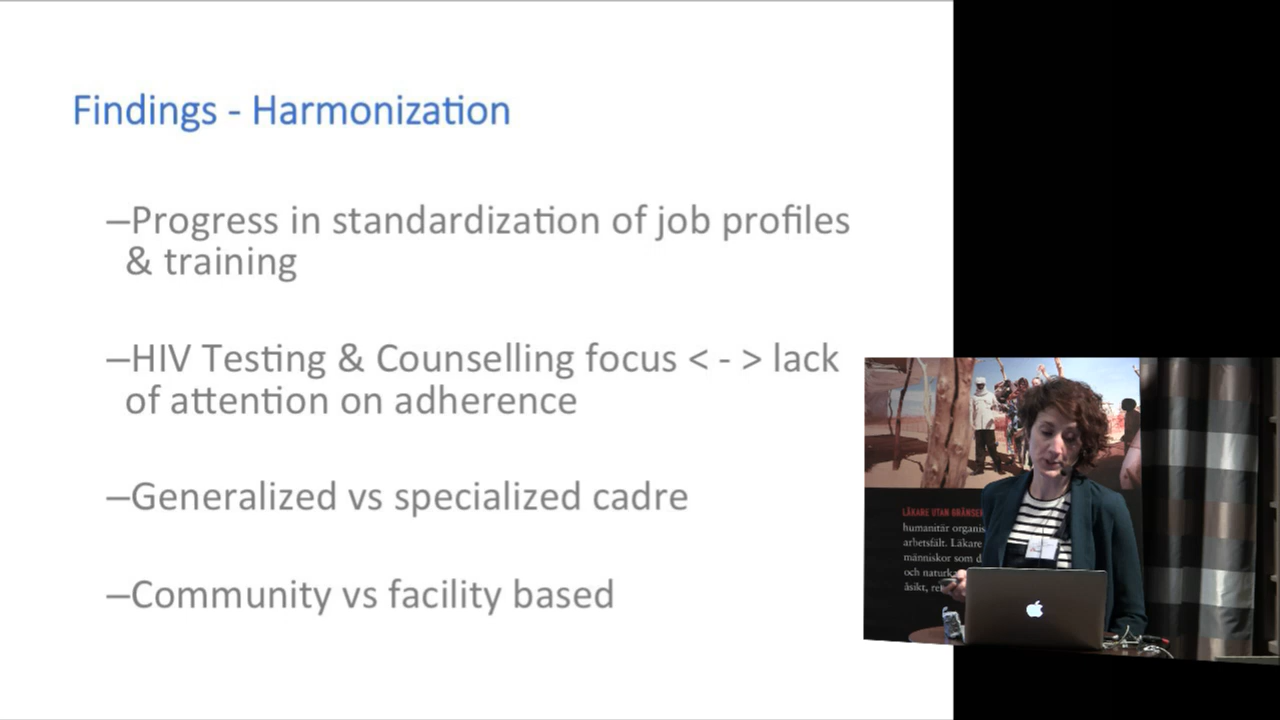 Findings - Harmonization
–Progress in standardization of job profiles
& training
–HIV Testing & Counselling focus < - > lack
of attention on adherence
–Generalized vs specialized cadre
–Community vs facility based
LÄKARE UTAN GRÄNSER
humanitär organis
arbetsfält. Läkare
människor som d
och naturk
åsikt, re